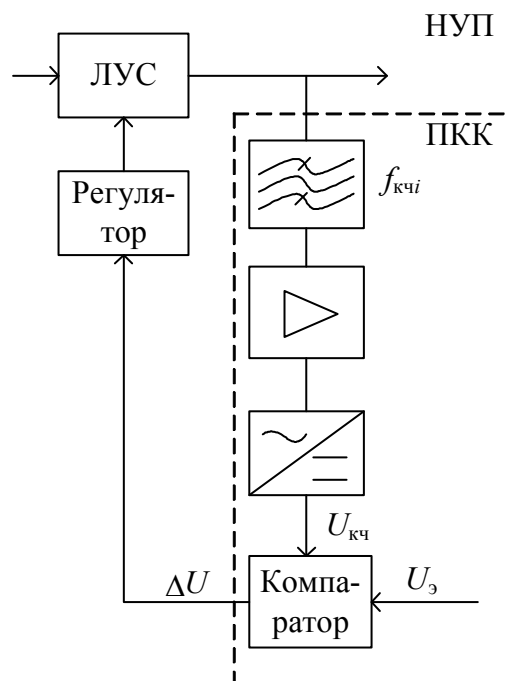 НУП
ЛУС
ПКК
fкчi
Регуля-
тор
Uкч
ΔU
Компа-
ратор
Uэ